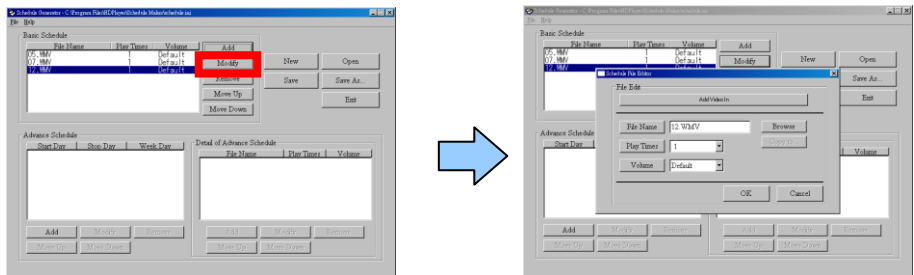 Schedule Generator - C:\Program Files\HDPlayer\Schedule Maker\schedule.ini
File Help
Basic Schedule
File Name Play Times Volume
05.WMV 1 Default
07.WMV 1 Default
12.WMV 1 Default
Add
Modify
Remove
Move Up
Move Down
New Open
Save Save As...
Exit
Advance Schedule
Start Day Stop Day Week Day
Detail of Advance Schedule
File Name Play Times Volume
Add Modify Remove
Move Up Move Down
Add Modify Remove
Move Up Move Down
Schedule Generator - C:\Program Files\HDPlayer\Schedule Maker\schedule.ini
File Help
Basic Schedule
File Name Play Times Volume
05.WMV 1 Default
07.WMV 1 Default
12.WMV 1 Default
Add
Modify
New Open
Save As...
Exit
Schedule File Editor
File Edit
Add Video In
File Name 12.WMV Browse
Play Times 1 Copy to
Volume Default
OK Cancel
Advance Schedule
Start Day
Volume
Add Modify Remove
Move Up Move Down
Add Modify Remove
Move Up Move Down